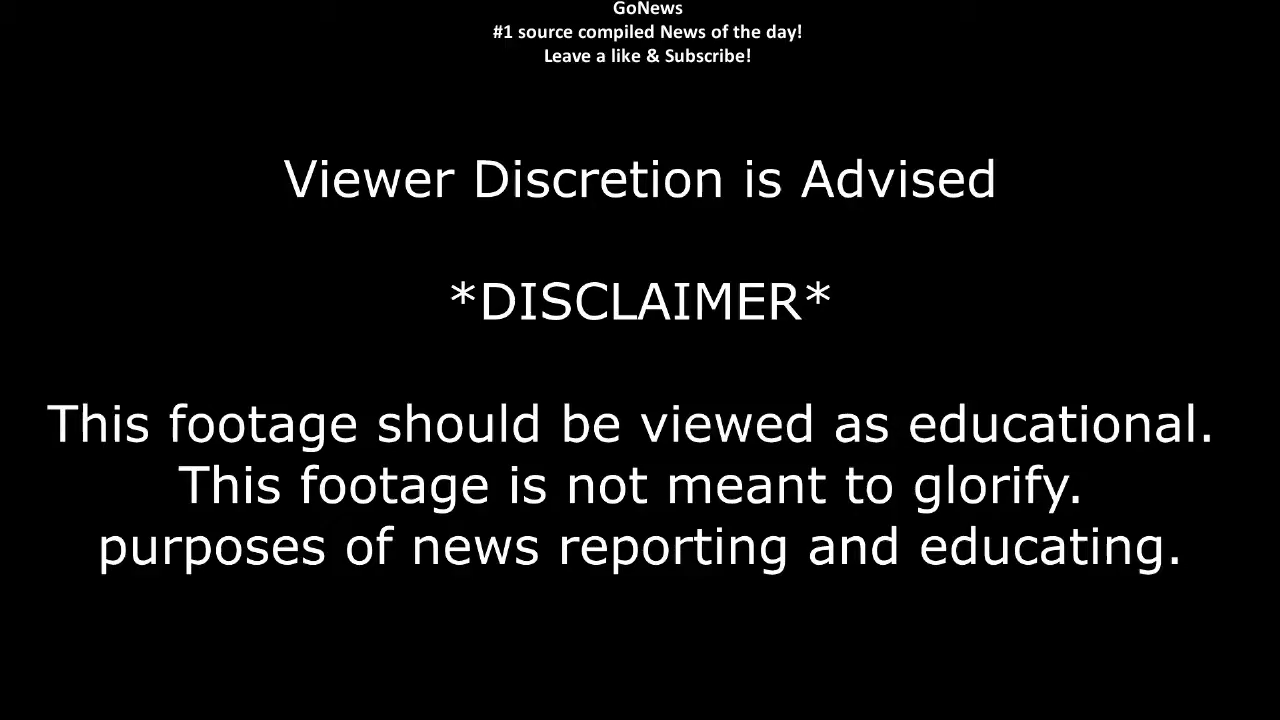 GoNews
#1 source compiled News of the day!
Leave a like & Subscribe!
Viewer Discretion is Advised
*DISCLAIMER*
This footage should be viewed as educational.
This footage is not meant to glorify.
purposes of news reporting and educating.